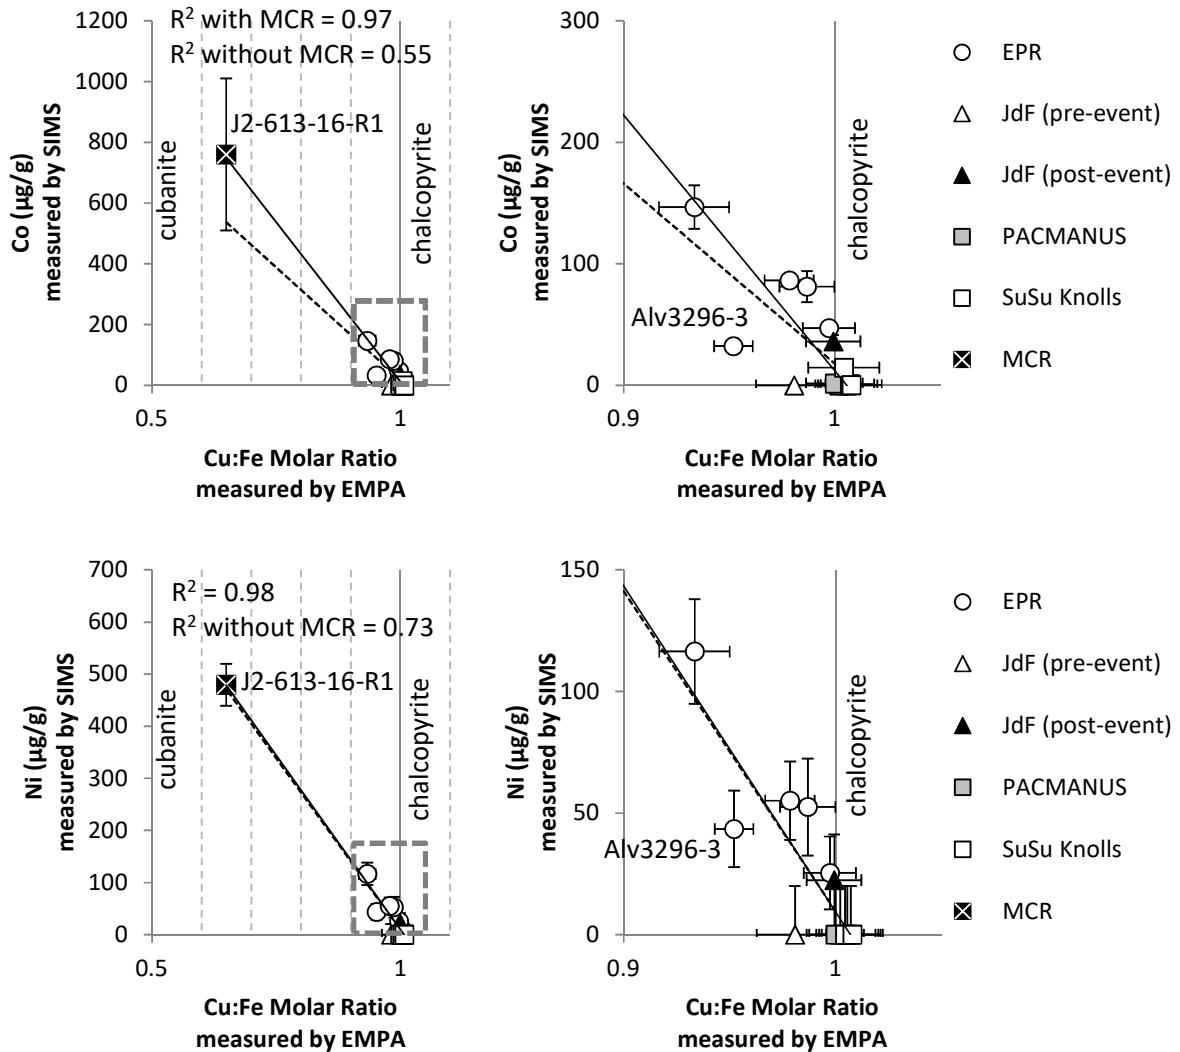 R² with MCR = 0.97
R² without MCR = 0.55
1200
1000
800
600
400
200
0
Co (µg/g)
measured by SIMS
J2-613-16-R1
cubanite
chalcopyrite
0.5
1
Cu:Fe Molar Ratio
measured by EMPA
300
200
100
0
Co (µg/g)
measured by SIMS
Alv3296-3
chalcopyrite
0.9
1
Cu:Fe Molar Ratio
measured by EMPA
EPR
JdF (pre-event)
JdF (post-event)
PACMANUS
SuSu Knolls
MCR
700
600
500
400
300
200
100
0
R² = 0.98
R² without MCR = 0.73
Ni (µg/g)
measured by SIMS
J2-613-16-R1
cubanite
chalcopyrite
0.5
1
Cu:Fe Molar Ratio
measured by EMPA
150
100
50
0
Ni (µg/g)
measured by SIMS
Alv3296-3
chalcopyrite
0.9
1
Cu:Fe Molar Ratio
measured by EMPA
EPR
JdF (pre-event)
JdF (post-event)
PACMANUS
SuSu Knolls
MCR